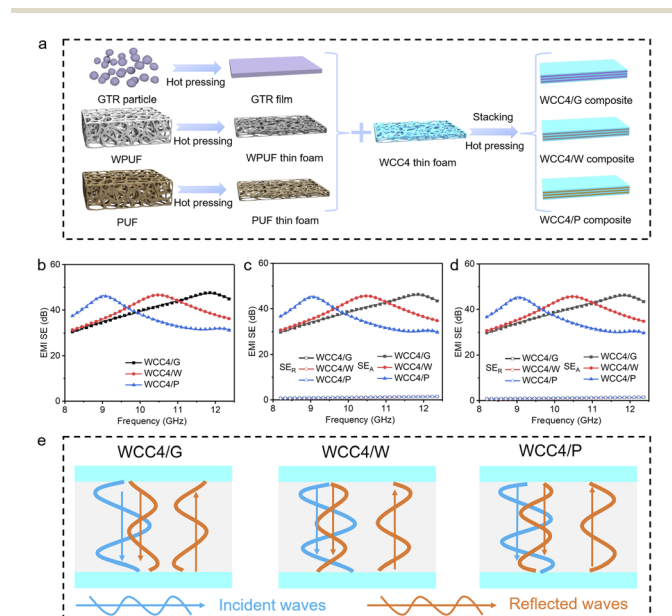 a
GTR particle
Hot pressing
GTR film
WPUF
Hot pressing
WPUF thin foam
PUF
Hot pressing
PUF thin foam
WCC4 thin foam
Stacking
Hot pressing
WCC4/G composite
WCC4/W composite
WCC4/P composite
b
EMI SE (dB)
60
40
20
0
WCC4/G
WCC4/W
WCC4/P
8 9 10 11 12
Frequency (GHz)
c
EMI SE (dB)
60
40
20
0
SER
WCC4/G
WCC4/W
WCC4/P
SEA
WCC4/G
WCC4/W
WCC4/P
8 9 10 11 12
Frequency (GHz)
d
EMI SE (dB)
60
40
20
0
SER
WCC4/G
WCC4/W
WCC4/P
SEA
WCC4/G
WCC4/W
WCC4/P
8 9 10 11 12
Frequency (GHz)
e
WCC4/G
WCC4/W
WCC4/P
Incident waves
Reflected waves